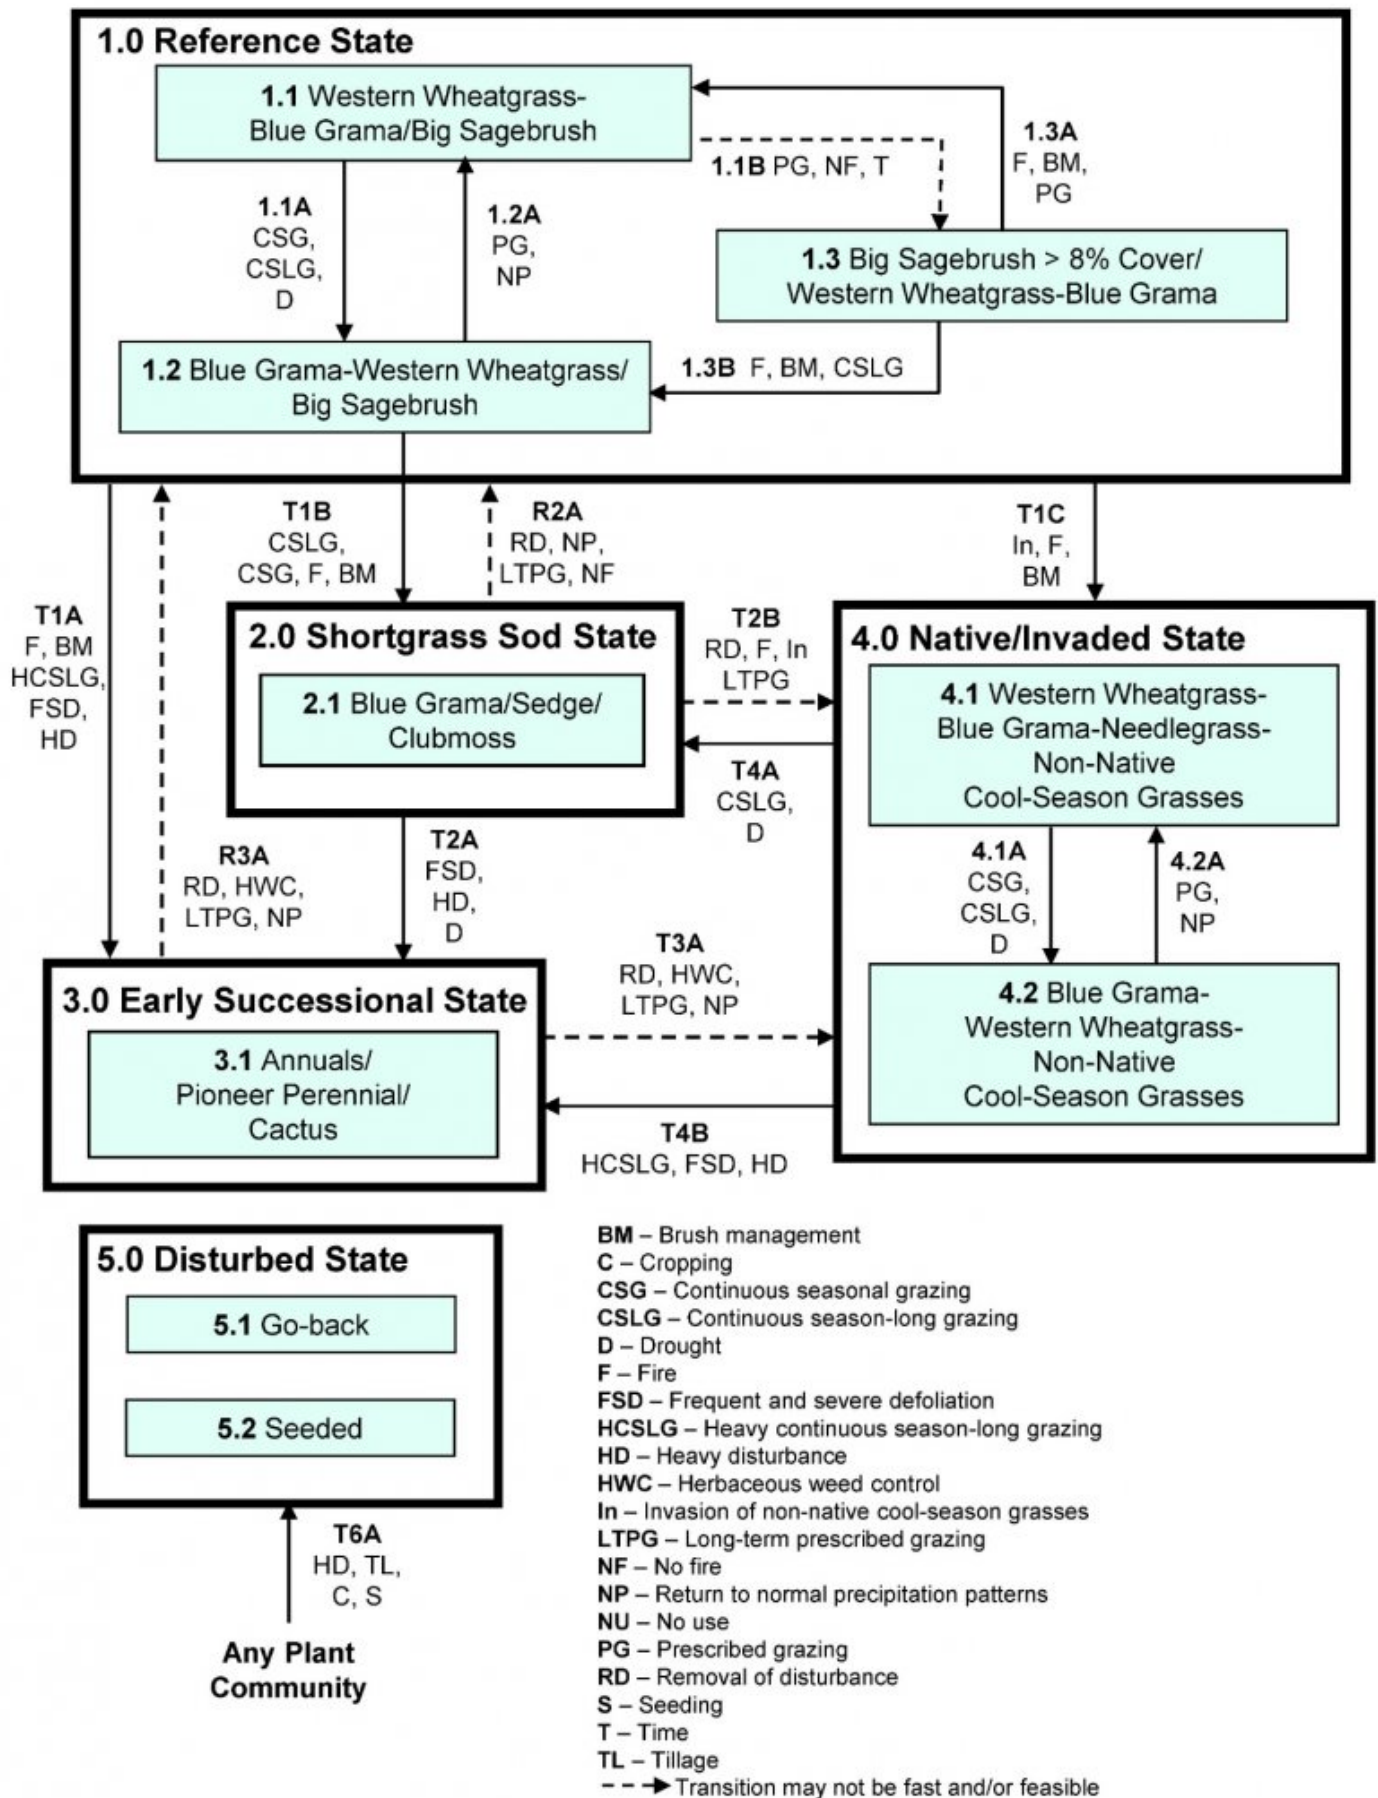 1.0 Reference State
1.1 Western Wheatgrass-
Blue Grama/Big Sagebrush
1.1B PG, NF, T
1.3A
F, BM,
PG
1.1A
CSG,
CSLG,
D
1.2A
PG,
NP
1.3 Big Sagebrush > 8% Cover/
Western Wheatgrass-Blue Grama
1.2 Blue Grama-Western Wheatgrass/
Big Sagebrush
1.3B F, BM, CSLG
T1A
F, BM
HCSLG,
FSD,
HD
T1B
CSLG,
CSG, F, BM
R2A
RD, NP,
LTPG, NF
T1C
In, F,
BM
2.0 Shortgrass Sod State
2.1 Blue Grama/Sedge/
Clubmoss
T2B
RD, F, In
LTPG
T4A
CSLG,
D
4.0 Native/Invaded State
4.1 Western Wheatgrass-
Blue Grama-Needlegrass-
Non-Native
Cool-Season Grasses
4.1A
CSG,
CSLG,
D
4.2A
PG,
NP
4.2 Blue Grama-
Western Wheatgrass-
Non-Native
Cool-Season Grasses
R3A
RD, HWC,
LTPG, NP
T2A
FSD,
HD,
D
T3A
RD, HWC,
LTPG, NP
3.0 Early Successional State
3.1 Annuals/
Pioneer Perennial/
Cactus
T4B
HCSLG, FSD, HD
5.0 Disturbed State
5.1 Go-back
5.2 Seeded
T6A
HD, TL,
C, S
Any Plant
Community
BM – Brush management
C – Cropping
CSG – Continuous seasonal grazing
CSLG – Continuous season-long grazing
D – Drought
F – Fire
FSD – Frequent and severe defoliation
HCSLG – Heavy continuous season-long grazing
HD – Heavy disturbance
HWC – Herbaceous weed control
In – Invasion of non-native cool-season grasses
LTPG – Long-term prescribed grazing
NF – No fire
NP – Return to normal precipitation patterns
NU – No use
PG – Prescribed grazing
RD – Removal of disturbance
S – Seeding
T – Time
TL – Tillage
Transition may not be fast and/or feasible